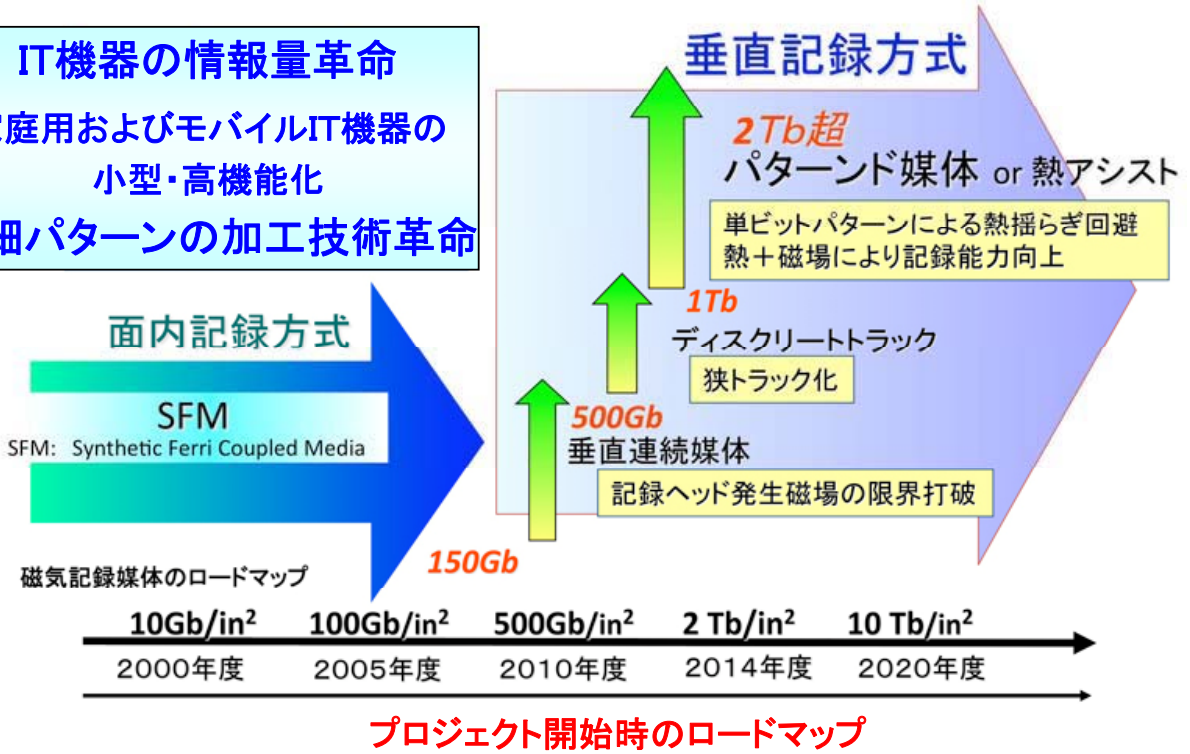 IT機器の情報量革命
庭用およびモバイルIT機器の
小型・高機能化
細パターンの加工技術革命
垂直記録方式
2Tb超
パターンド媒体 or 熱アシスト
単ビットパターンによる熱揺らぎ回避
熱＋磁場により記録能力向上
1Tb
ディスクリートトラック
狭トラック化
500Gb
垂直連続媒体
記録ヘッド発生磁場の限界打破
150Gb
面内記録方式
SFM
SFM: Synthetic Ferri Coupled Media
磁気記録媒体のロードマップ
10Gb/in² 100Gb/in² 500Gb/in² 2 Tb/in² 10 Tb/in²
2000年度 2005年度 2010年度 2014年度 2020年度
プロジェクト開始時のロードマップ